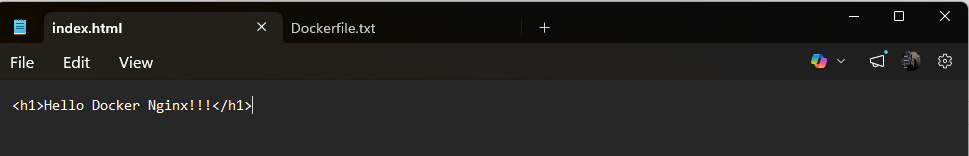 index.html Dockerfile.txt
File Edit View
<h1>Hello Docker Nginx!!!</h1>